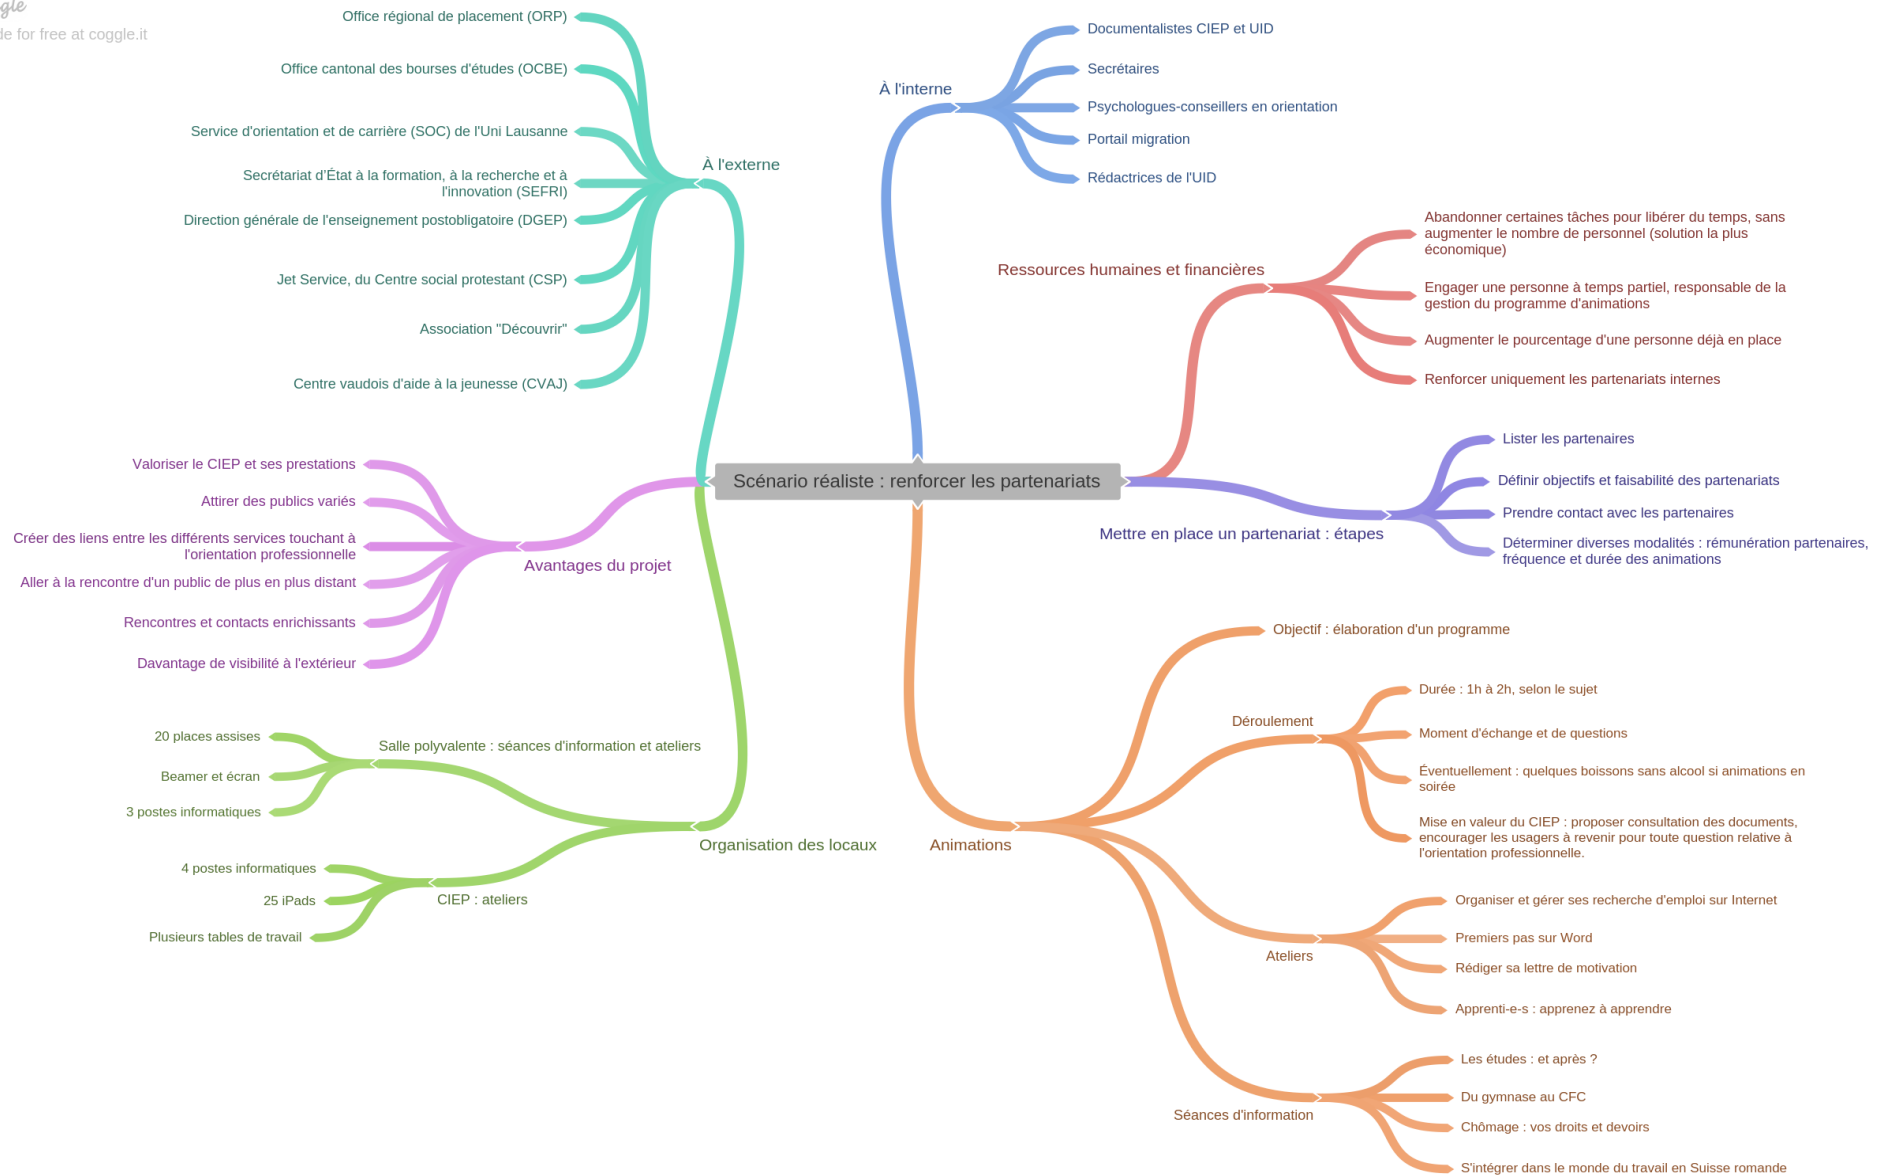 gle
de for free at coggle.it
Office régional de placement (ORP)
Office cantonal des bourses d'études (OCBE)
Service d'orientation et de carrière (SOC) de l'Uni Lausanne
Secrétariat d'État à la formation, à la recherche et à
l'innovation (SEFRI)
Direction générale de l'enseignement postobligatoire (DGEP)
Jet Service, du Centre social protestant (CSP)
Association "Découvrir"
Centre vaudois d'aide à la jeunesse (CVAJ)
À l'externe
À l'interne
Documentalistes CIEP et UID
Secrétaires
Psychologues-conseillers en orientation
Portail migration
Rédactrices de l'UID
Ressources humaines et financières
Abandonner certaines tâches pour libérer du temps, sans
augmenter le nombre de personnel (solution la plus
économique)
Engager une personne à temps partiel, responsable de la
gestion du programme d'animations
Augmenter le pourcentage d'une personne déjà en place
Renforcer uniquement les partenariats internes
Scénario réaliste : renforcer les partenariats
Mettre en place un partenariat : étapes
Lister les partenaires
Définir objectifs et faisabilité des partenariats
Prendre contact avec les partenaires
Déterminer diverses modalités : rémunération partenaires,
fréquence et durée des animations
Valoriser le CIEP et ses prestations
Attirer des publics variés
Créer des liens entre les différents services touchant à
l'orientation professionnelle
Aller à la rencontre d'un public de plus en plus distant
Rencontres et contacts enrichissants
Davantage de visibilité à l'extérieur
Avantages du projet
20 places assises
Beamer et écran
3 postes informatiques
Salle polyvalente : séances d'information et ateliers
4 postes informatiques
25 iPads
Plusieurs tables de travail
CIEP : ateliers
Organisation des locaux
Animations
Objectif : élaboration d'un programme
Déroulement
Durée : 1h à 2h, selon le sujet
Moment d'échange et de questions
Éventuellement : quelques boissons sans alcool si animations en
soirée
Mise en valeur du CIEP : proposer consultation des documents,
encourager les usagers à revenir pour toute question relative à
l'orientation professionnelle.
Ateliers
Organiser et gérer ses recherche d'emploi sur Internet
Premiers pas sur Word
Rédiger sa lettre de motivation
Apprenti-e-s : apprenez à apprendre
Séances d'information
Les études : et après ?
Du gymnase au CFC
Chômage : vos droits et devoirs
S'intégrer dans le monde du travail en Suisse romande